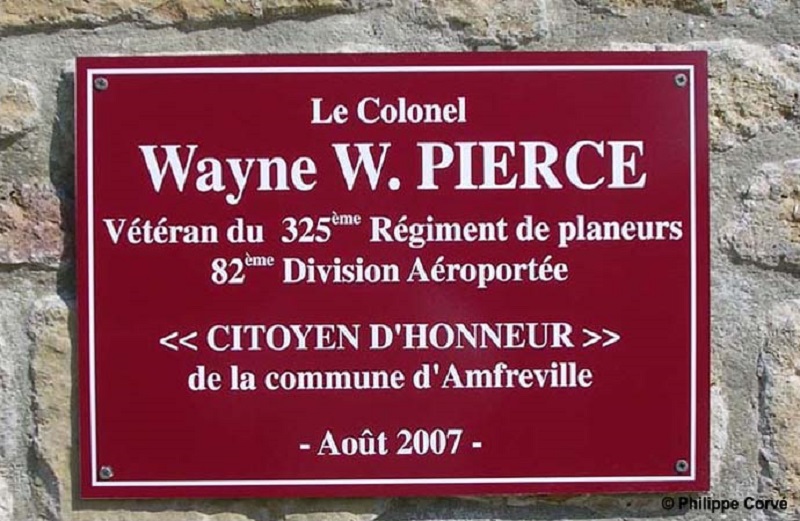 Le Colonel
Wayne W. PIERCE
Vétéran du 325ème Régiment de planeurs
82ème Division Aéroportée
<< CITOYEN D'HONNEUR >>
de la commune d'Amfreville
- Août 2007 -
© Philippe Corvé